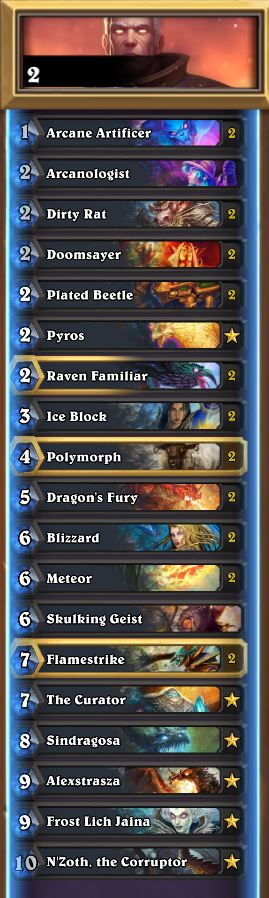 2
1 Arcane Artificer 2
2 Arcanologist 2
2 Dirty Rat 2
2 Doomsayer 2
2 Plated Beetle 2
2 Pyros
2 Raven Familiar 2
3 Ice Block 2
4 Polymorph 2
5 Dragon's Fury 2
6 Blizzard 2
6 Meteor 2
6 Skulking Geist
7 Flamestrike 2
7 The Curator
8 Sindragosa
9 Alexstrasza
9 Frost Lich Jaina
10 N'Zoth, the Corruptor